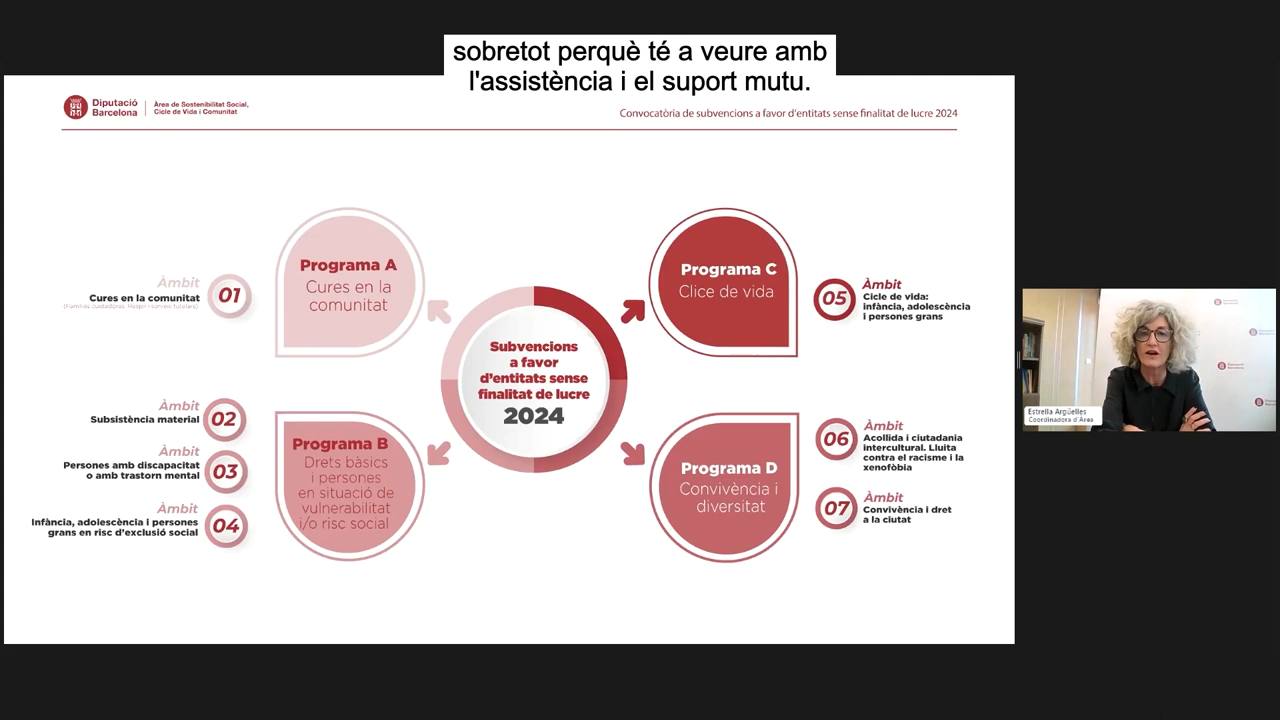 sobretot perquè té a veure amb
l'assistència i el suport mutu.
Diputació
Barcelona
Àrea de Sostenibilitat Social,
Cicle de Vida i Comunitat
Convocatòria de subvencions a favor d'entitats sense finalitat de lucre 2024
Programa A
Cures en la
comunitat
Àmbit
Cures en la comunitat
01
Programa B
Drets bàsics
i persones
en situació de
vulnerabilitat
i/o risc social
Àmbit
Subsistència material
02
Àmbit
Persones amb discapacitat
o amb trastorn mental
03
Àmbit
Infància, adolescència i persones
grans en risc d'exclusió social
04
Subvencions
a favor
d'entitats sense
finalitat de lucre
2024
Programa C
Clice de vida
05
Àmbit
Cicle de vida:
infància, adolescència
i persones grans
Programa D
Convivència i
diversitat
06
Àmbit
Acollida i ciutadania
intercultural. Lluita
contra el racisme i la
xenofòbia
07
Àmbit
Convivència i dret
a la ciutat
Estrella Argüelles
Coordinadora d'Àrea